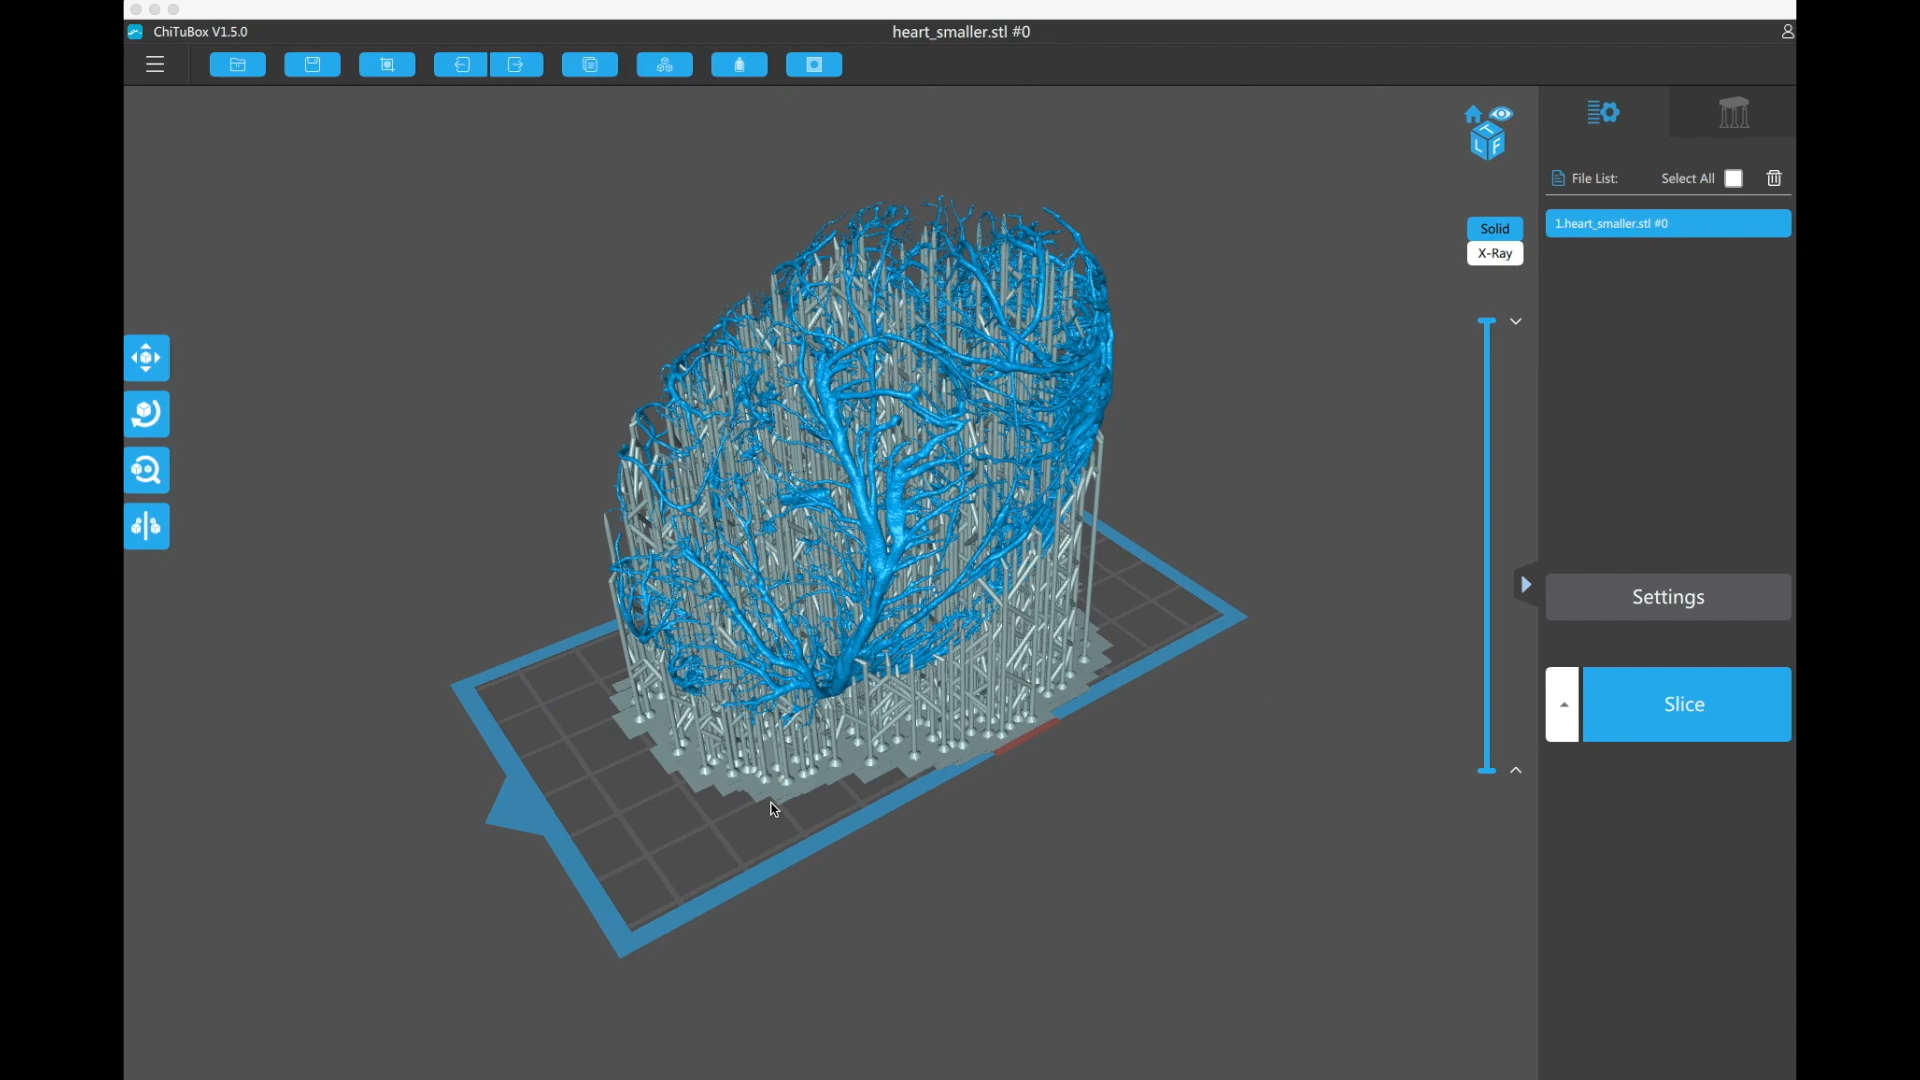 ChiTuBox V1.5.0
heart_smaller.stl #0
T
L F
File List:
Select All
1.heart_smaller.stl #0
Solid
X-Ray
Settings
Slice